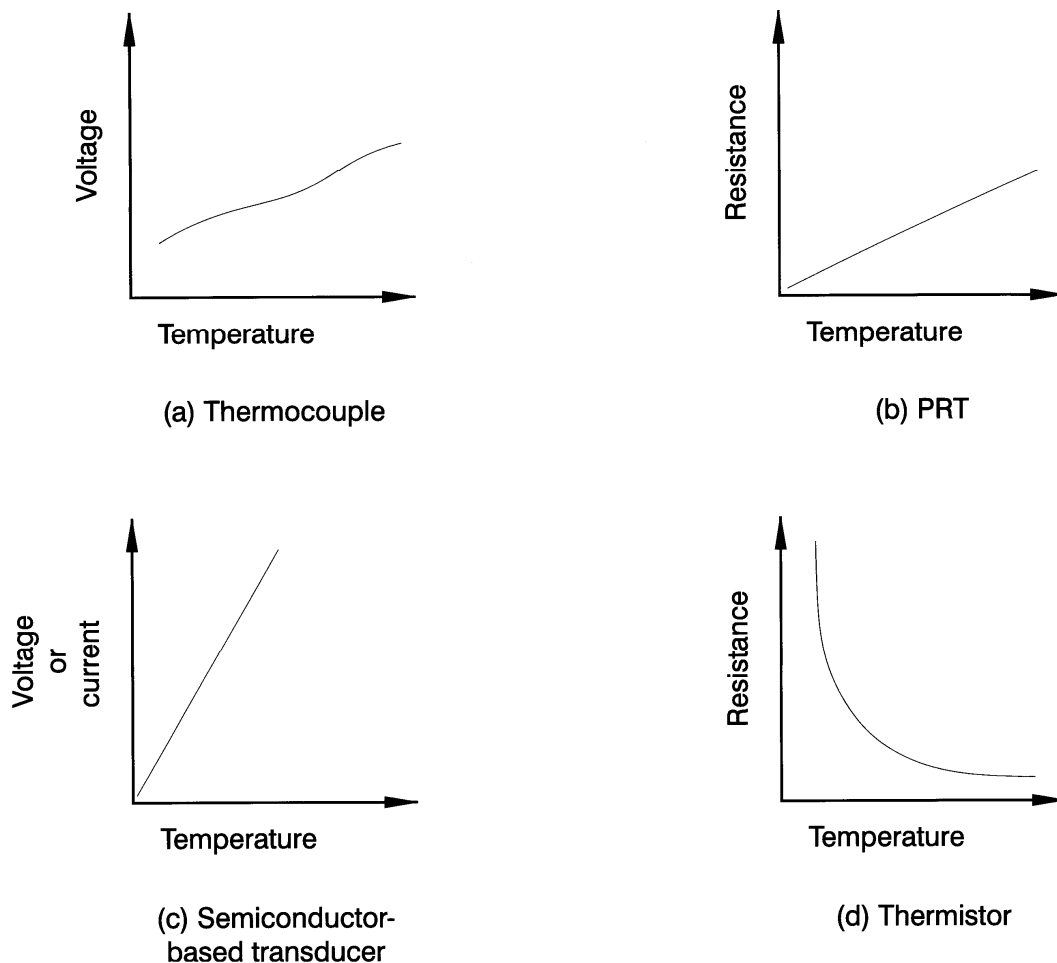 Voltage
Temperature
(a) Thermocouple
Resistance
Temperature
(b) PRT
Voltage
or
current
Temperature
(c) Semiconductor-
based transducer
Resistance
Temperature
(d) Thermistor